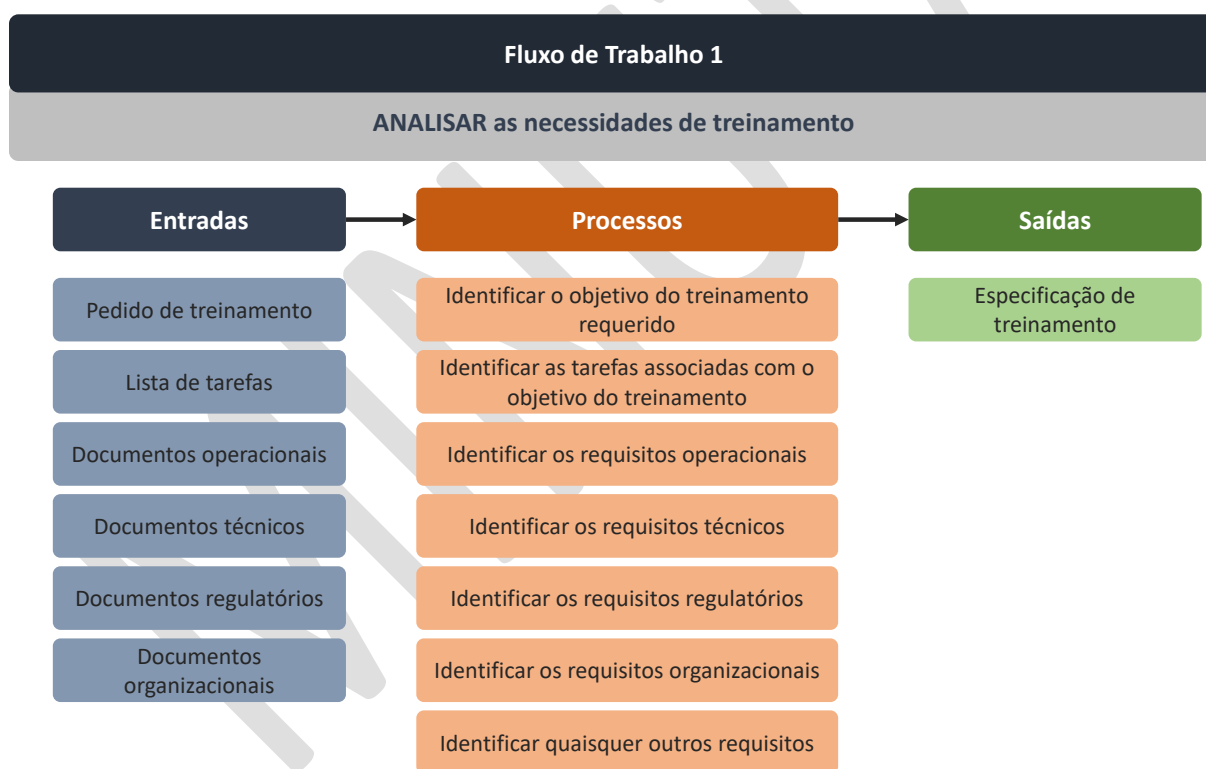 Fluxo de Trabalho 1
ANALISAR as necessidades de treinamento
Entradas
Processos
Saídas
Pedido de treinamento
Lista de tarefas
Documentos operacionais
Documentos técnicos
Documentos regulatórios
Documentos
organizacionais
Identificar o objetivo do treinamento
requerido
Identificar as tarefas associadas com o
objetivo do treinamento
Identificar os requisitos operacionais
Identificar os requisitos técnicos
Identificar os requisitos regulatórios
Identificar os requisitos organizacionais
Identificar quaisquer outros requisitos
Especificação de
treinamento